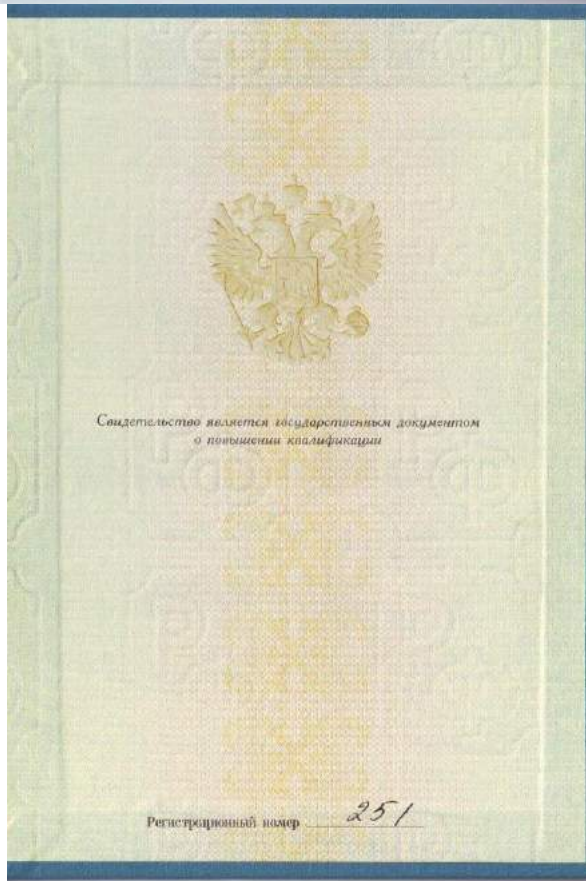 Свидетельство является государственным документом
о повышении квалификации
Регистрационный номер 251